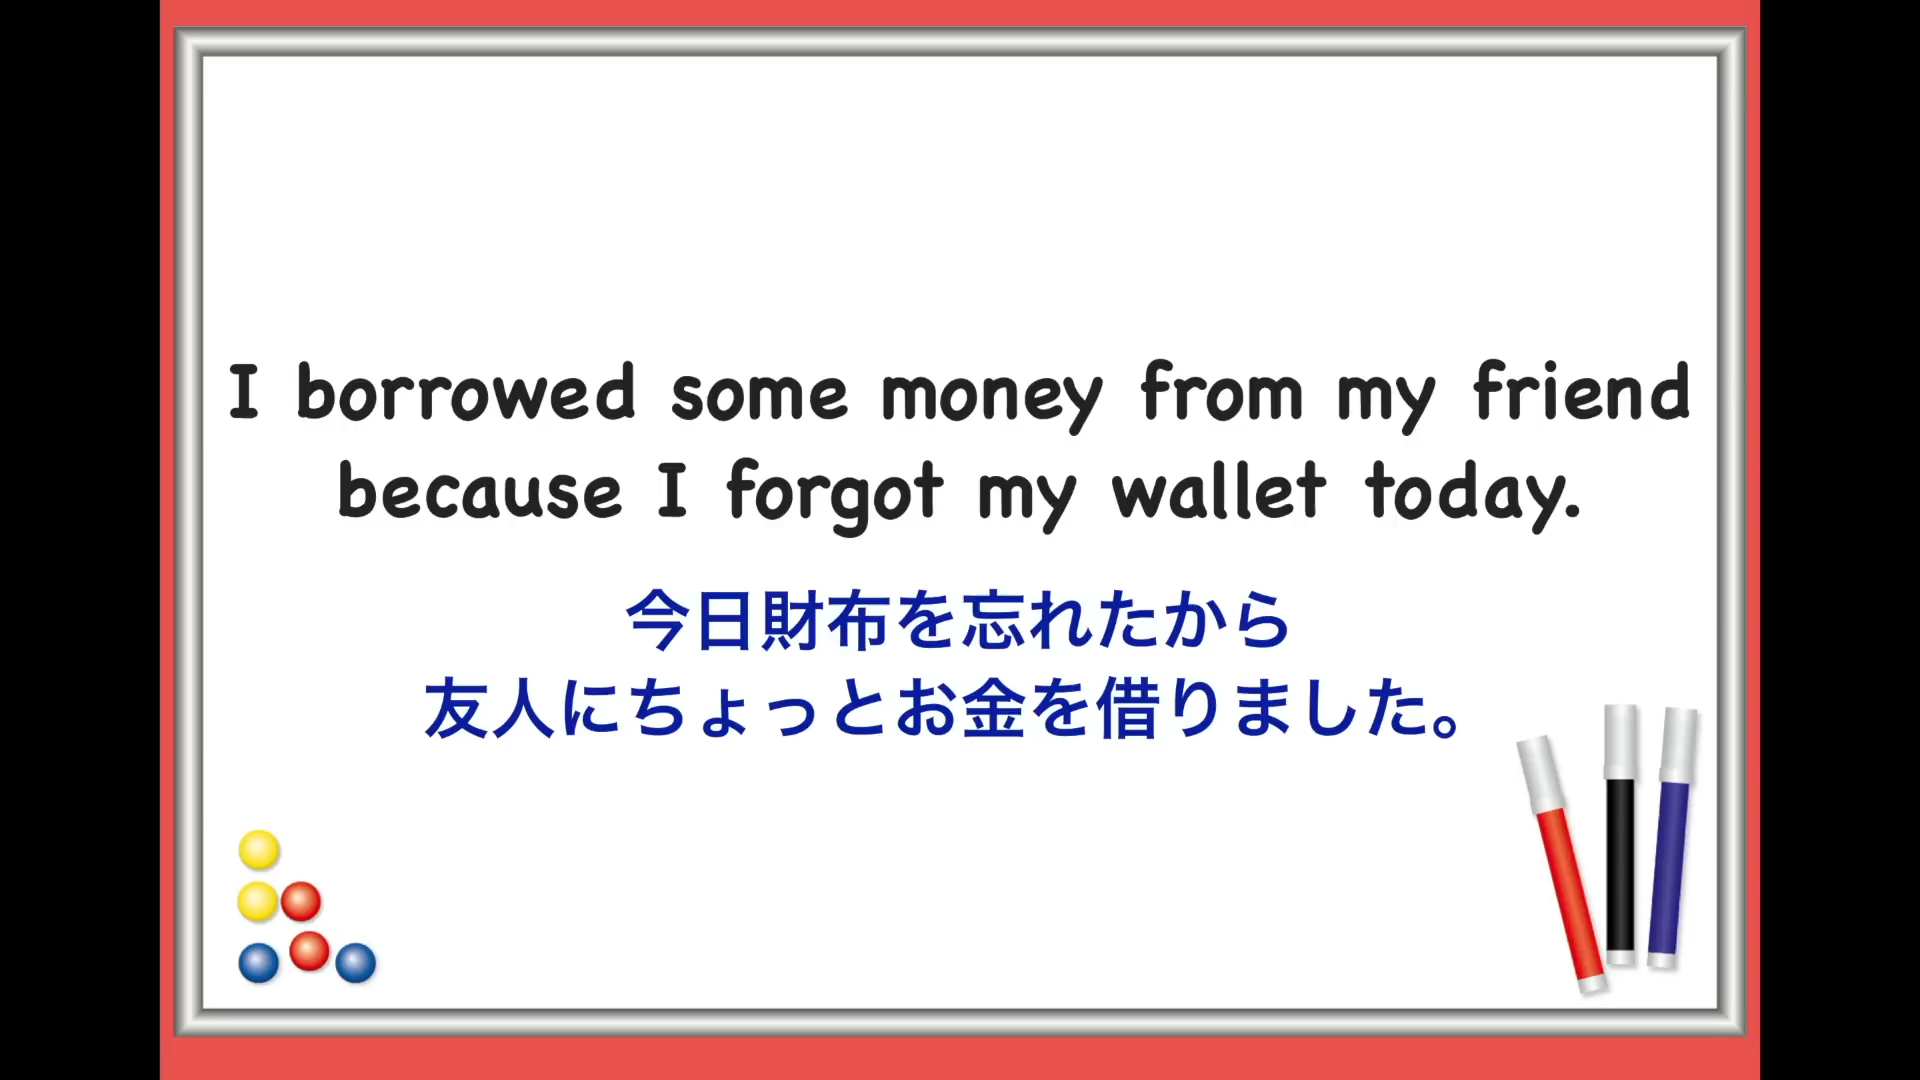 I borrowed some money from my friend
because I forgot my wallet today.
今日財布を忘れたから
友人にちょっとお金を借りました。